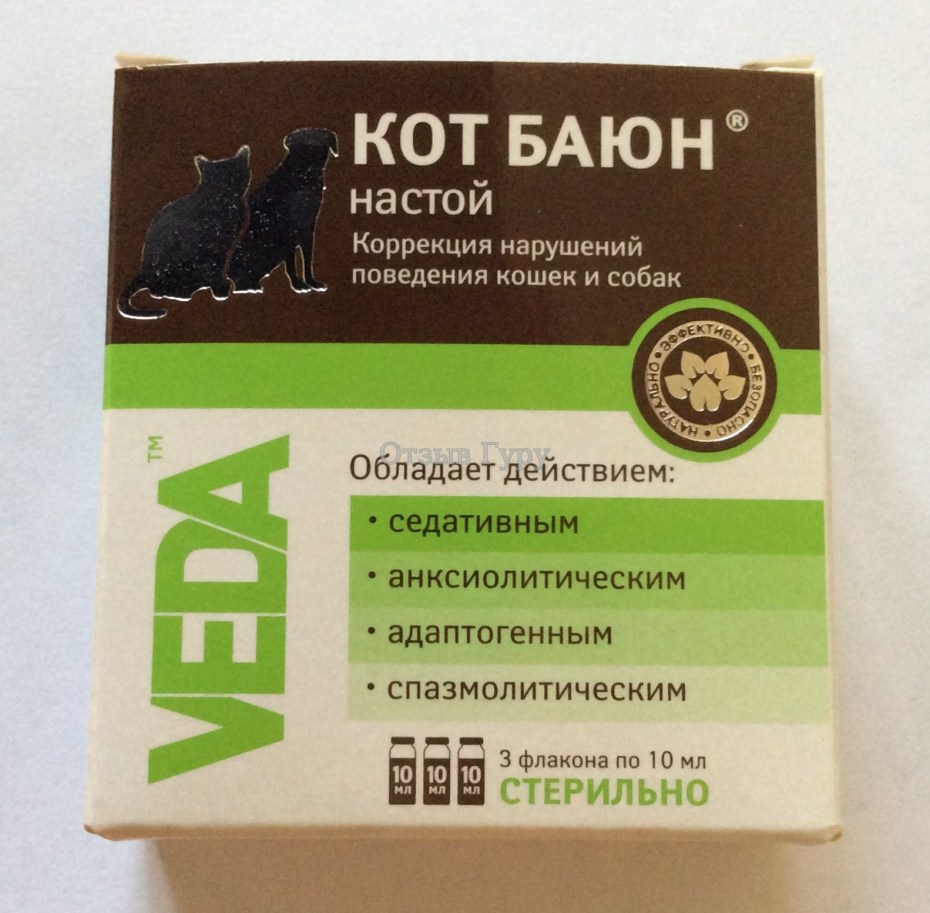 КОТ БАЮН®
настой
Коррекция нарушений
поведения кошек и собак
НАТУРАЛЬНО • ЭФФЕКТИВНО • БЕЗОПАСНО •
VEDA™
Отзыв Гуру
Обладает действием:
• седативным
• анксиолитическим
• адаптогенным
• спазмолитическим
10 мл
10 мл
10 мл
3 флакона по 10 мл
СТЕРИЛЬНО